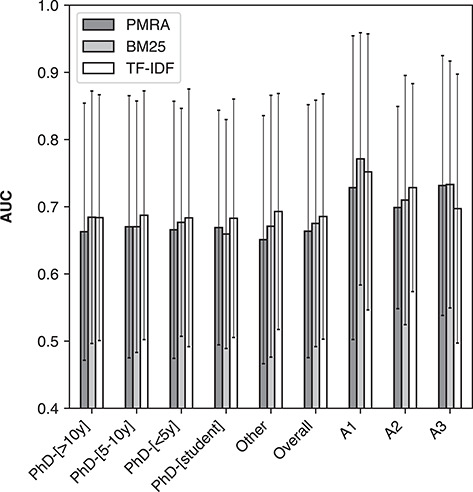 1.0
0.9
0.8
0.7
0.6
0.5
0.4
AUC
PMRA
BM25
TF-IDF
PhD-[>10y]
PhD-[5-10y]
PhD-[<5y]
PhD-[student]
Other
Overall
A1
A2
A3